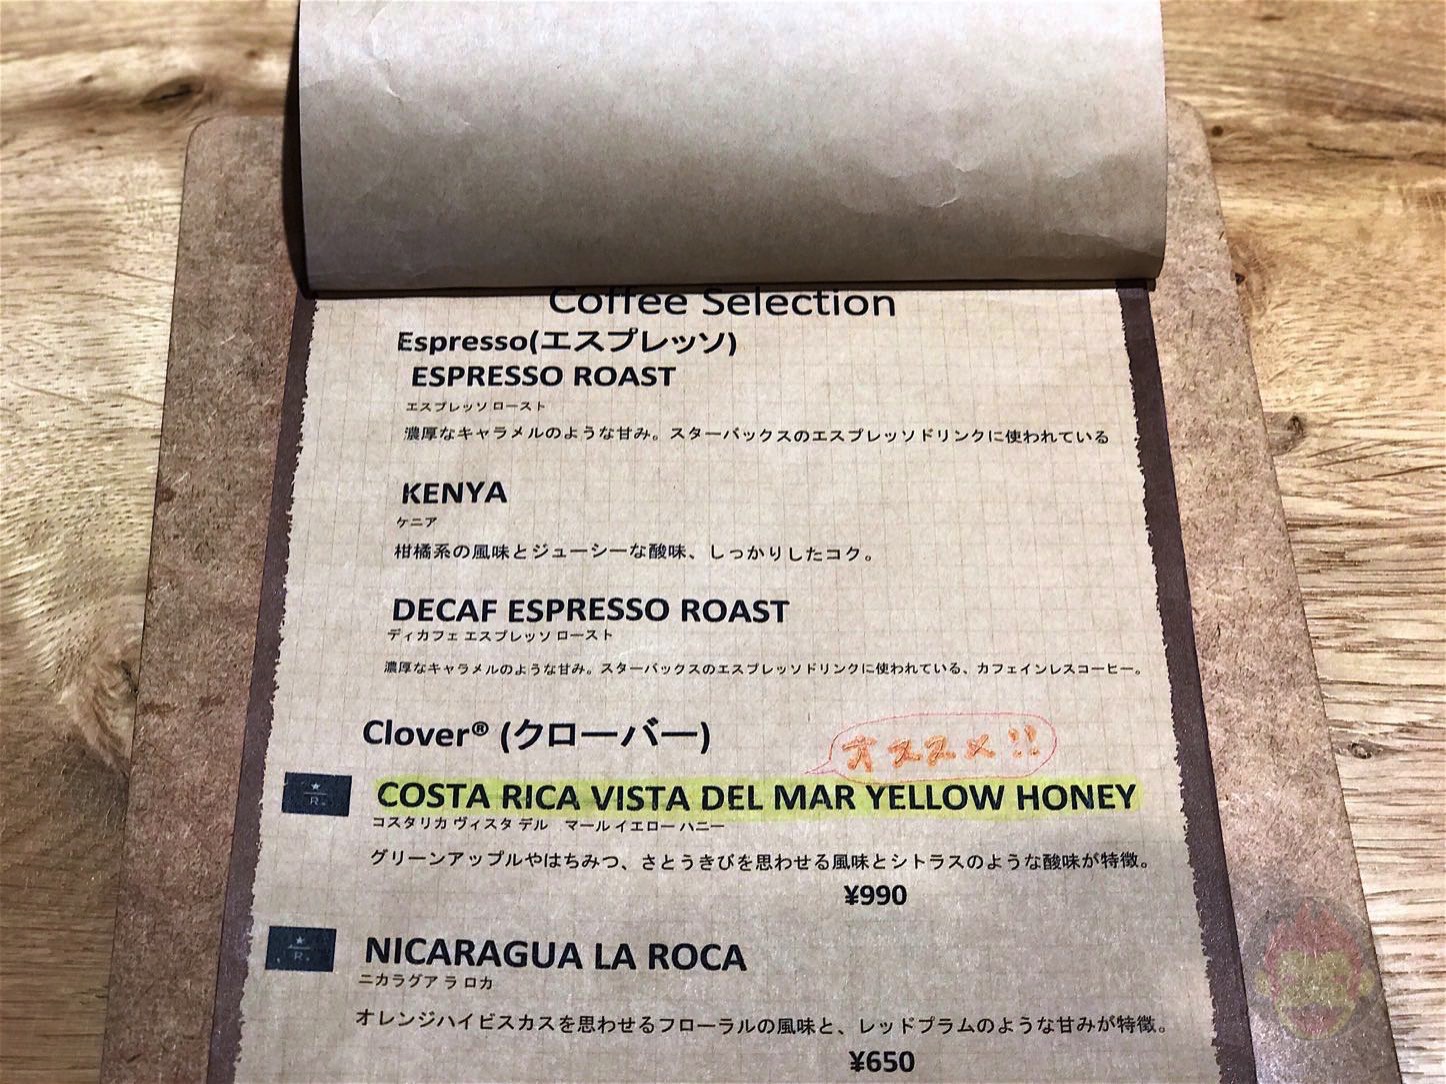 Coffee Selection
Espresso(エスプレッソ)
ESPRESSO ROAST
エスプレッソ ロースト
濃厚なキャラメルのような甘み。スターバックスのエスプレッソドリンクに使われている
KENYA
ケニア
柑橘系の風味とジューシーな酸味、しっかりしたコク。
DECAF ESPRESSO ROAST
ディカフェ エスプレッソ ロースト
濃厚なキャラメルのような甘み。スターバックスのエスプレッソドリンクに使われている、カフェインレスコーヒー。
Clover® (クローバー)
オススメ!!
R
COSTA RICA VISTA DEL MAR YELLOW HONEY
コスタリカ ヴィスタ デル マール イエロー ハニー
グリーンアップルやはちみつ、さとうきびを思わせる風味とシトラスのような酸味が特徴。
¥990
R
NICARAGUA LA ROCA
ニカラグア ラ ロカ
オレンジハイビスカスを思わせるフローラルの風味と、レッドプラムのような甘みが特徴。
¥650